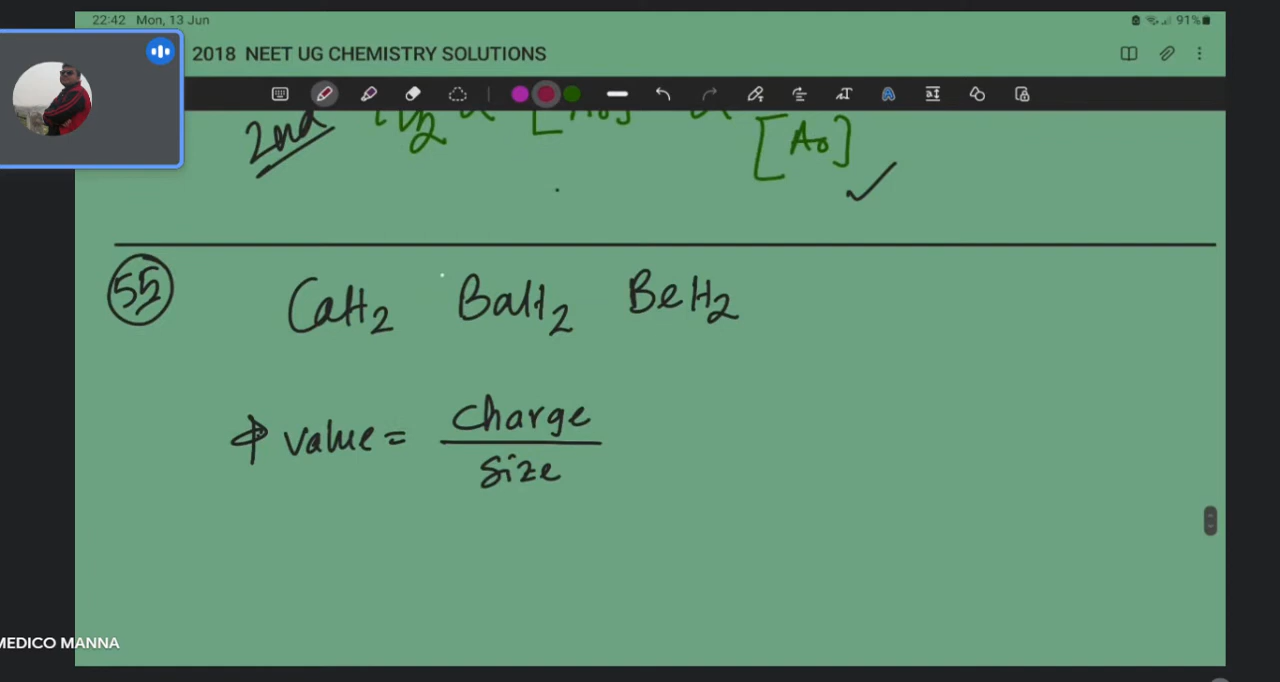 22:42 Mon, 13 Jun
91%
2018 NEET UG CHEMISTRY SOLUTIONS
2nd
2
[A₀]
55
CaH₂ BaH₂ BeH₂
ϕ value = charge
size
MEDICO MANNA